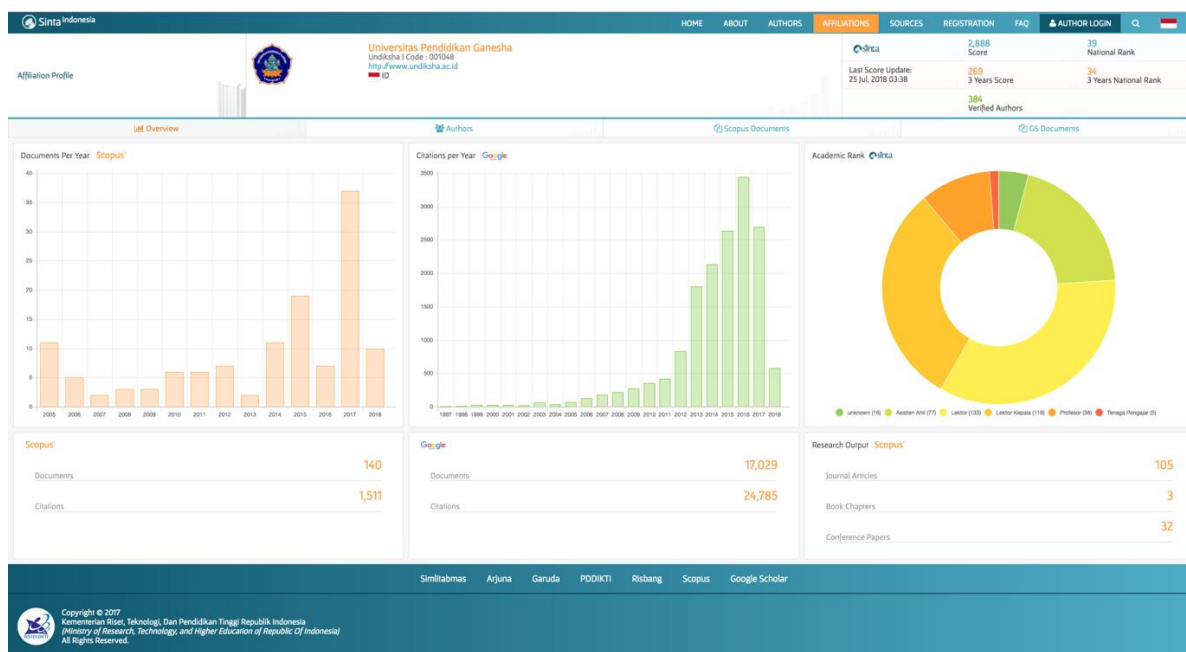 Sinta Indonesia
HOME ABOUT AUTHORS AFFILIATIONS SOURCES REGISTRATION FAQ AUTHOR LOGIN
Affiliation Profile
Universitas Pendidikan Ganesha
Undiksha | Code : 001048
http://www.undiksha.ac.id
ID
sinta
2,888
Score
39
National Rank
Last Score Update:
25 Jul, 2018 03:38
269
3 Years Score
34
3 Years National Rank
384
Verified Authors
Overview Authors Scopus Documents GS Documents
Documents Per Year Scopus
40
35
30
25
20
15
10
5
0
2005 2006 2007 2008 2009 2010 2011 2012 2013 2014 2015 2016 2017 2018
Citations per Year Google
3500
3000
2500
2000
1500
1000
500
0
1997 1998 1999 2000 2001 2002 2003 2004 2005 2006 2007 2008 2009 2010 2011 2012 2013 2014 2015 2016 2017 2018
Academic Rank sinta
unknown (16) Asisten Ahli (77) Lektor (133) Lektor Kepala (119) Profesor (38) Tenaga Pengajar (5)
Scopus
140
Documents
1,511
Citations
Google
17,029
Documents
24,785
Citations
Research Output Scopus
105
Journal Articles
3
Book Chapters
32
Conference Papers
Simlitabmas Arjuna Garuda PDDIKTI Risbang Scopus Google Scholar
Copyright © 2017
Kementerian Riset, Teknologi, Dan Pendidikan Tinggi Republik Indonesia
(Ministry of Research, Technology, and Higher Education of Republic Of Indonesia)
All Rights Reserved.